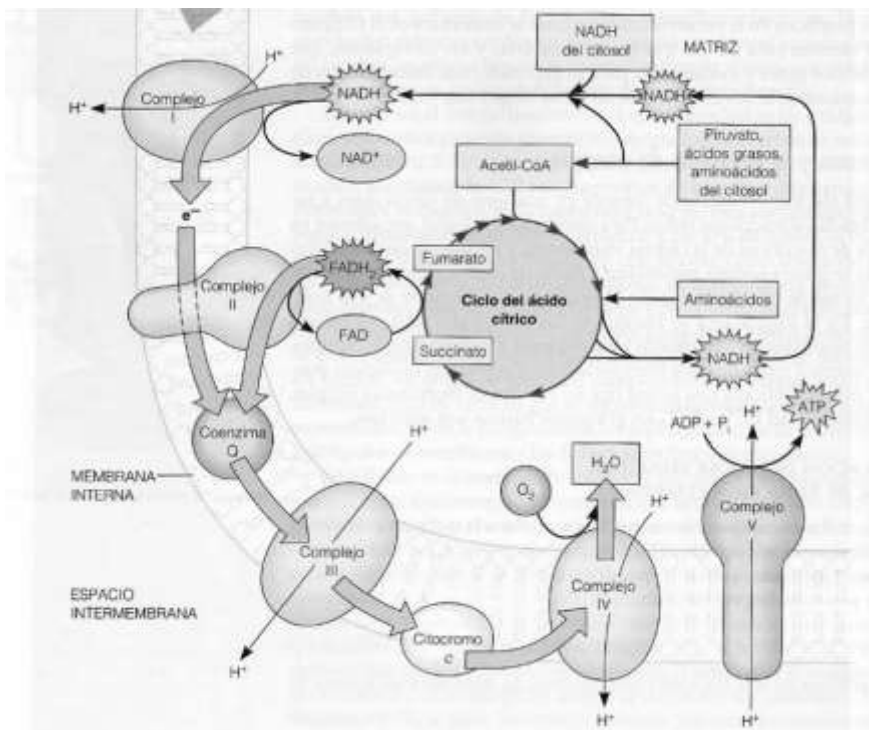 NADH
del citosol
MATRIZ
H⁺
Complejo
I
H⁺
NADH
NADH
NAD⁺
Acetil-CoA
Piruvato,
ácidos grasos,
aminoácidos
del citosol
e⁻
Complejo
II
FADH₂
FAD
Fumarato
Ciclo del ácido
cítrico
Succinato
Aminoácidos
NADH
ATP
ADP + Pᵢ
H⁺
Coenzima
Q
H⁺
MEMBRANA
INTERNA
H₂O
O₂
H⁺
Complejo
V
Complejo
III
Complejo
IV
ESPACIO
INTERMEMBRANA
Citocromo
c
H⁺
H⁺
H⁺